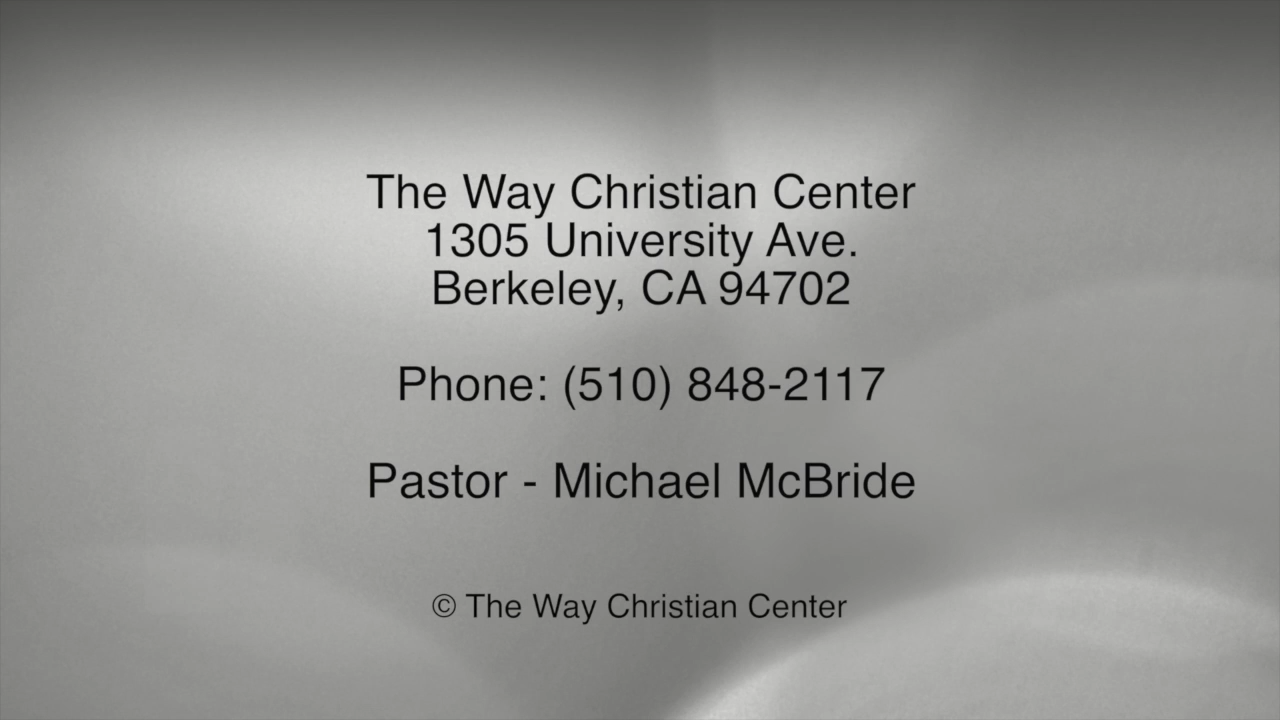 The Way Christian Center
1305 University Ave.
Berkeley, CA 94702
Phone: (510) 848-2117
Pastor - Michael McBride
© The Way Christian Center